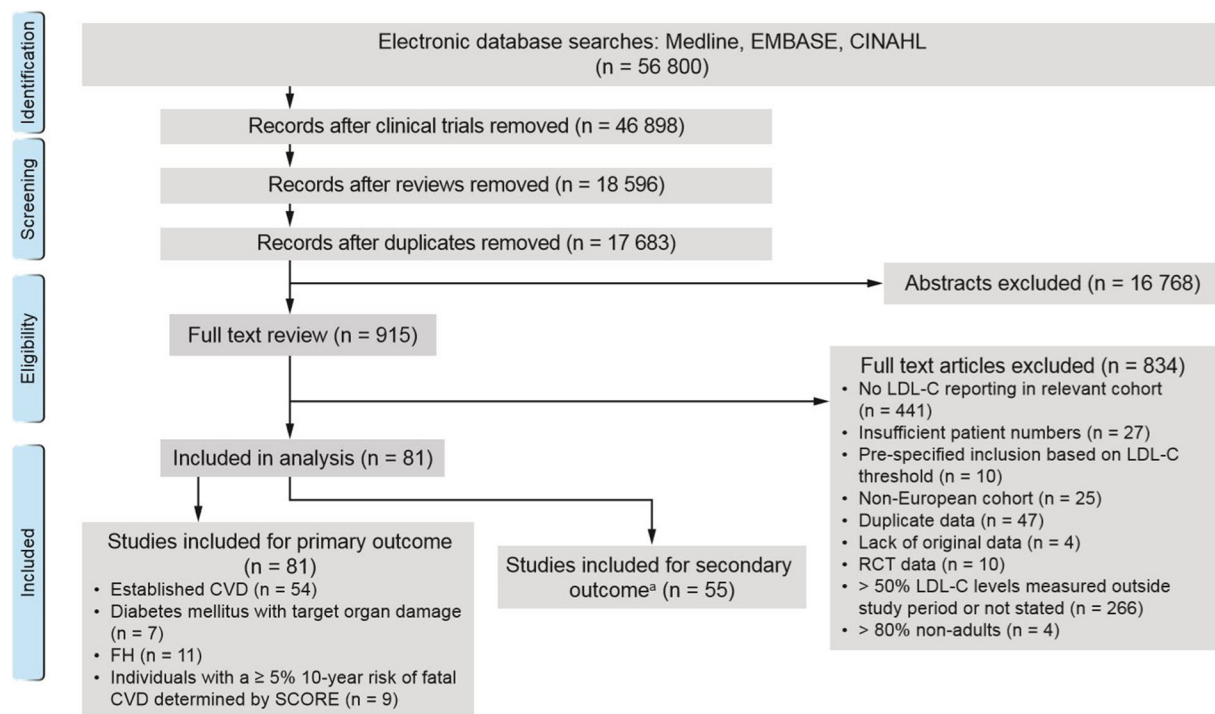 Identification
Electronic database searches: Medline, EMBASE, CINAHL
(n = 56 800)
Records after clinical trials removed (n = 46 898)
Screening
Records after reviews removed (n = 18 596)
Records after duplicates removed (n = 17 683)
Eligibility
Abstracts excluded (n = 16 768)
Full text review (n = 915)
Full text articles excluded (n = 834)
• No LDL-C reporting in relevant cohort
(n = 441)
• Insufficient patient numbers (n = 27)
• Pre-specified inclusion based on LDL-C
threshold (n = 10)
• Non-European cohort (n = 25)
• Duplicate data (n = 47)
• Lack of original data (n = 4)
• RCT data (n = 10)
• > 50% LDL-C levels measured outside
study period or not stated (n = 266)
• > 80% non-adults (n = 4)
Included
Included in analysis (n = 81)
Studies included for primary outcome
(n = 81)
• Established CVD (n = 54)
• Diabetes mellitus with target organ damage
(n = 7)
• FH (n = 11)
• Individuals with a ≥ 5% 10-year risk of fatal
CVD determined by SCORE (n = 9)
Studies included for secondary
outcomeᵃ (n = 55)